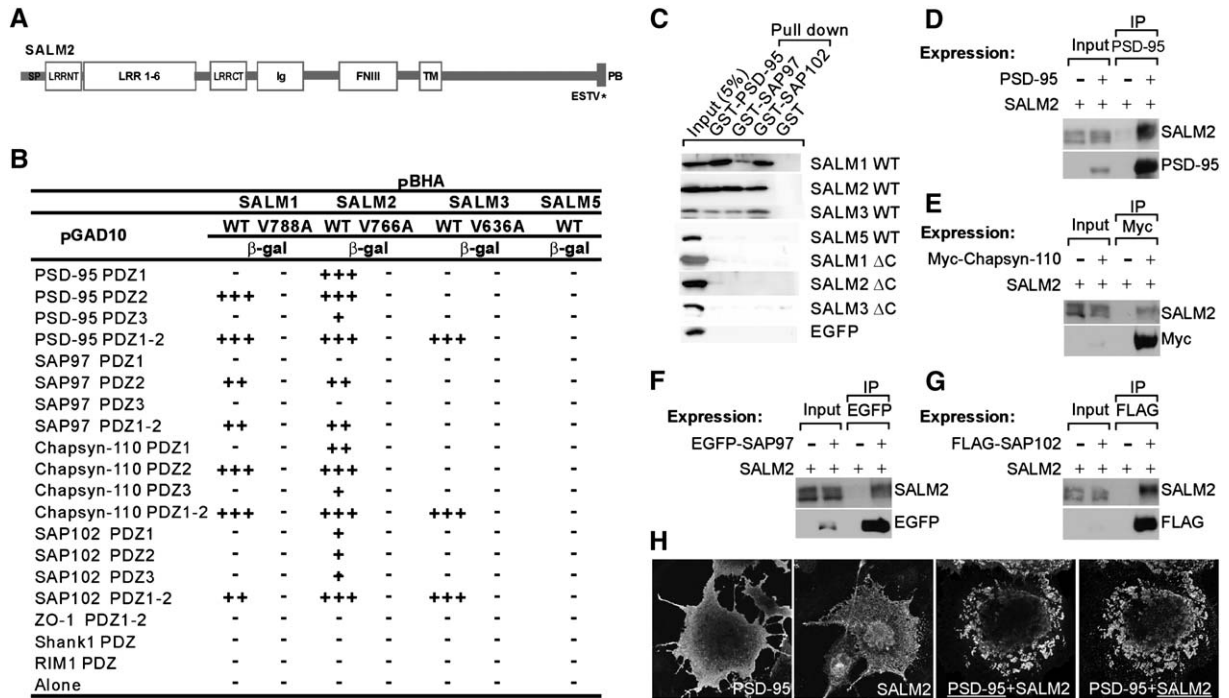 A
SALM2
SP LRRNT LRR 1-6 LRRCT Ig FNIII TM PB
ESTV*
B
pBHA
SALM1 SALM2 SALM3 SALM5
pGAD10 WT V788A WT V766A WT V636A WT
β-gal β-gal β-gal
PSD-95 PDZ1 - - +++ - - - -
PSD-95 PDZ2 +++ - +++ - - - -
PSD-95 PDZ3 - - + - - - -
PSD-95 PDZ1-2 +++ - +++ - +++ - -
SAP97 PDZ1 - - - - - - -
SAP97 PDZ2 ++ - ++ - - - -
SAP97 PDZ3 - - - - - - -
SAP97 PDZ1-2 ++ - ++ - - - -
Chapsyn-110 PDZ1 - - ++ - - - -
Chapsyn-110 PDZ2 +++ - +++ - - - -
Chapsyn-110 PDZ3 - - + - - - -
Chapsyn-110 PDZ1-2 +++ - +++ - +++ - -
SAP102 PDZ1 - - + - - - -
SAP102 PDZ2 - - + - - - -
SAP102 PDZ3 - - + - - - -
SAP102 PDZ1-2 ++ - +++ - +++ - -
ZO-1 PDZ1-2 - - - - - - -
Shank1 PDZ - - - - - - -
RIM1 PDZ - - - - - - -
Alone - - - - - - -
C
Pull down
Input (5%)
GST-PSD-95
GST-SAP97
GST-SAP102
GST
SALM1 WT
SALM2 WT
SALM3 WT
SALM5 WT
SALM1 ΔC
SALM2 ΔC
SALM3 ΔC
EGFP
D
IP
Expression: Input PSD-95
PSD-95 - + - +
SALM2 + + + +
SALM2
PSD-95
E
IP
Expression: Input Myc
Myc-Chapsyn-110 - + - +
SALM2 + + + +
SALM2
Myc
F
IP
Expression: Input EGFP
EGFP-SAP97 - + - +
SALM2 + + + +
SALM2
EGFP
G
IP
Expression: Input FLAG
FLAG-SAP102 - + - +
SALM2 + + + +
SALM2
FLAG
H
PSD-95
SALM2
PSD-95+SALM2
PSD-95+SALM2